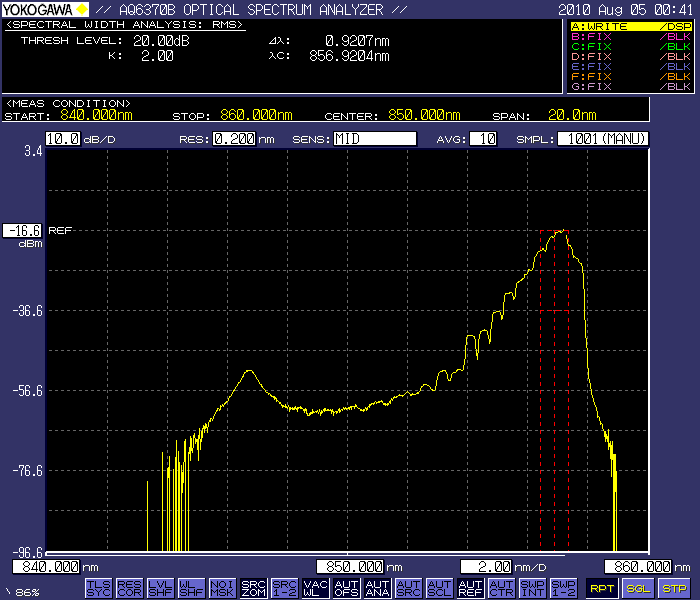 YOKOGAWA // AQ6370B OPTICAL SPECTRUM ANALYZER // 2010 Aug 05 00:41
<SPECTRAL WIDTH ANALYSIS: RMS>
THRESH LEVEL: 20.00dB Δλ: 0.9207nm
K: 2.00 λC: 856.9204nm
A:WRITE /DSP
B:FIX /BLK
C:FIX /BLK
D:FIX /BLK
E:FIX /BLK
F:FIX /BLK
G:FIX /BLK
<MEAS CONDITION>
START: 840.000nm STOP: 860.000nm CENTER: 850.000nm SPAN: 20.0nm
10.0 dB/D RES: 0.200 nm SENS: MID AVG: 10 SMPL: 1001(MANU)
3.4
-16.6 REF
dBm
-36.6
-56.6
-76.6
-96.6
840.000 nm 850.000 nm 2.00 nm/D 860.000 nm
\ 86%
TLS SYC
RES COR
LVL SHF
WL SHF
NOI MSK
SRC ZOM
SRC 1-2
VAC WL
AUT OFS
AUT ANA
AUT SRC
AUT SCL
AUT REF
AUT CTR
SWP INT
SWP 1-2
RPT
SGL
STP